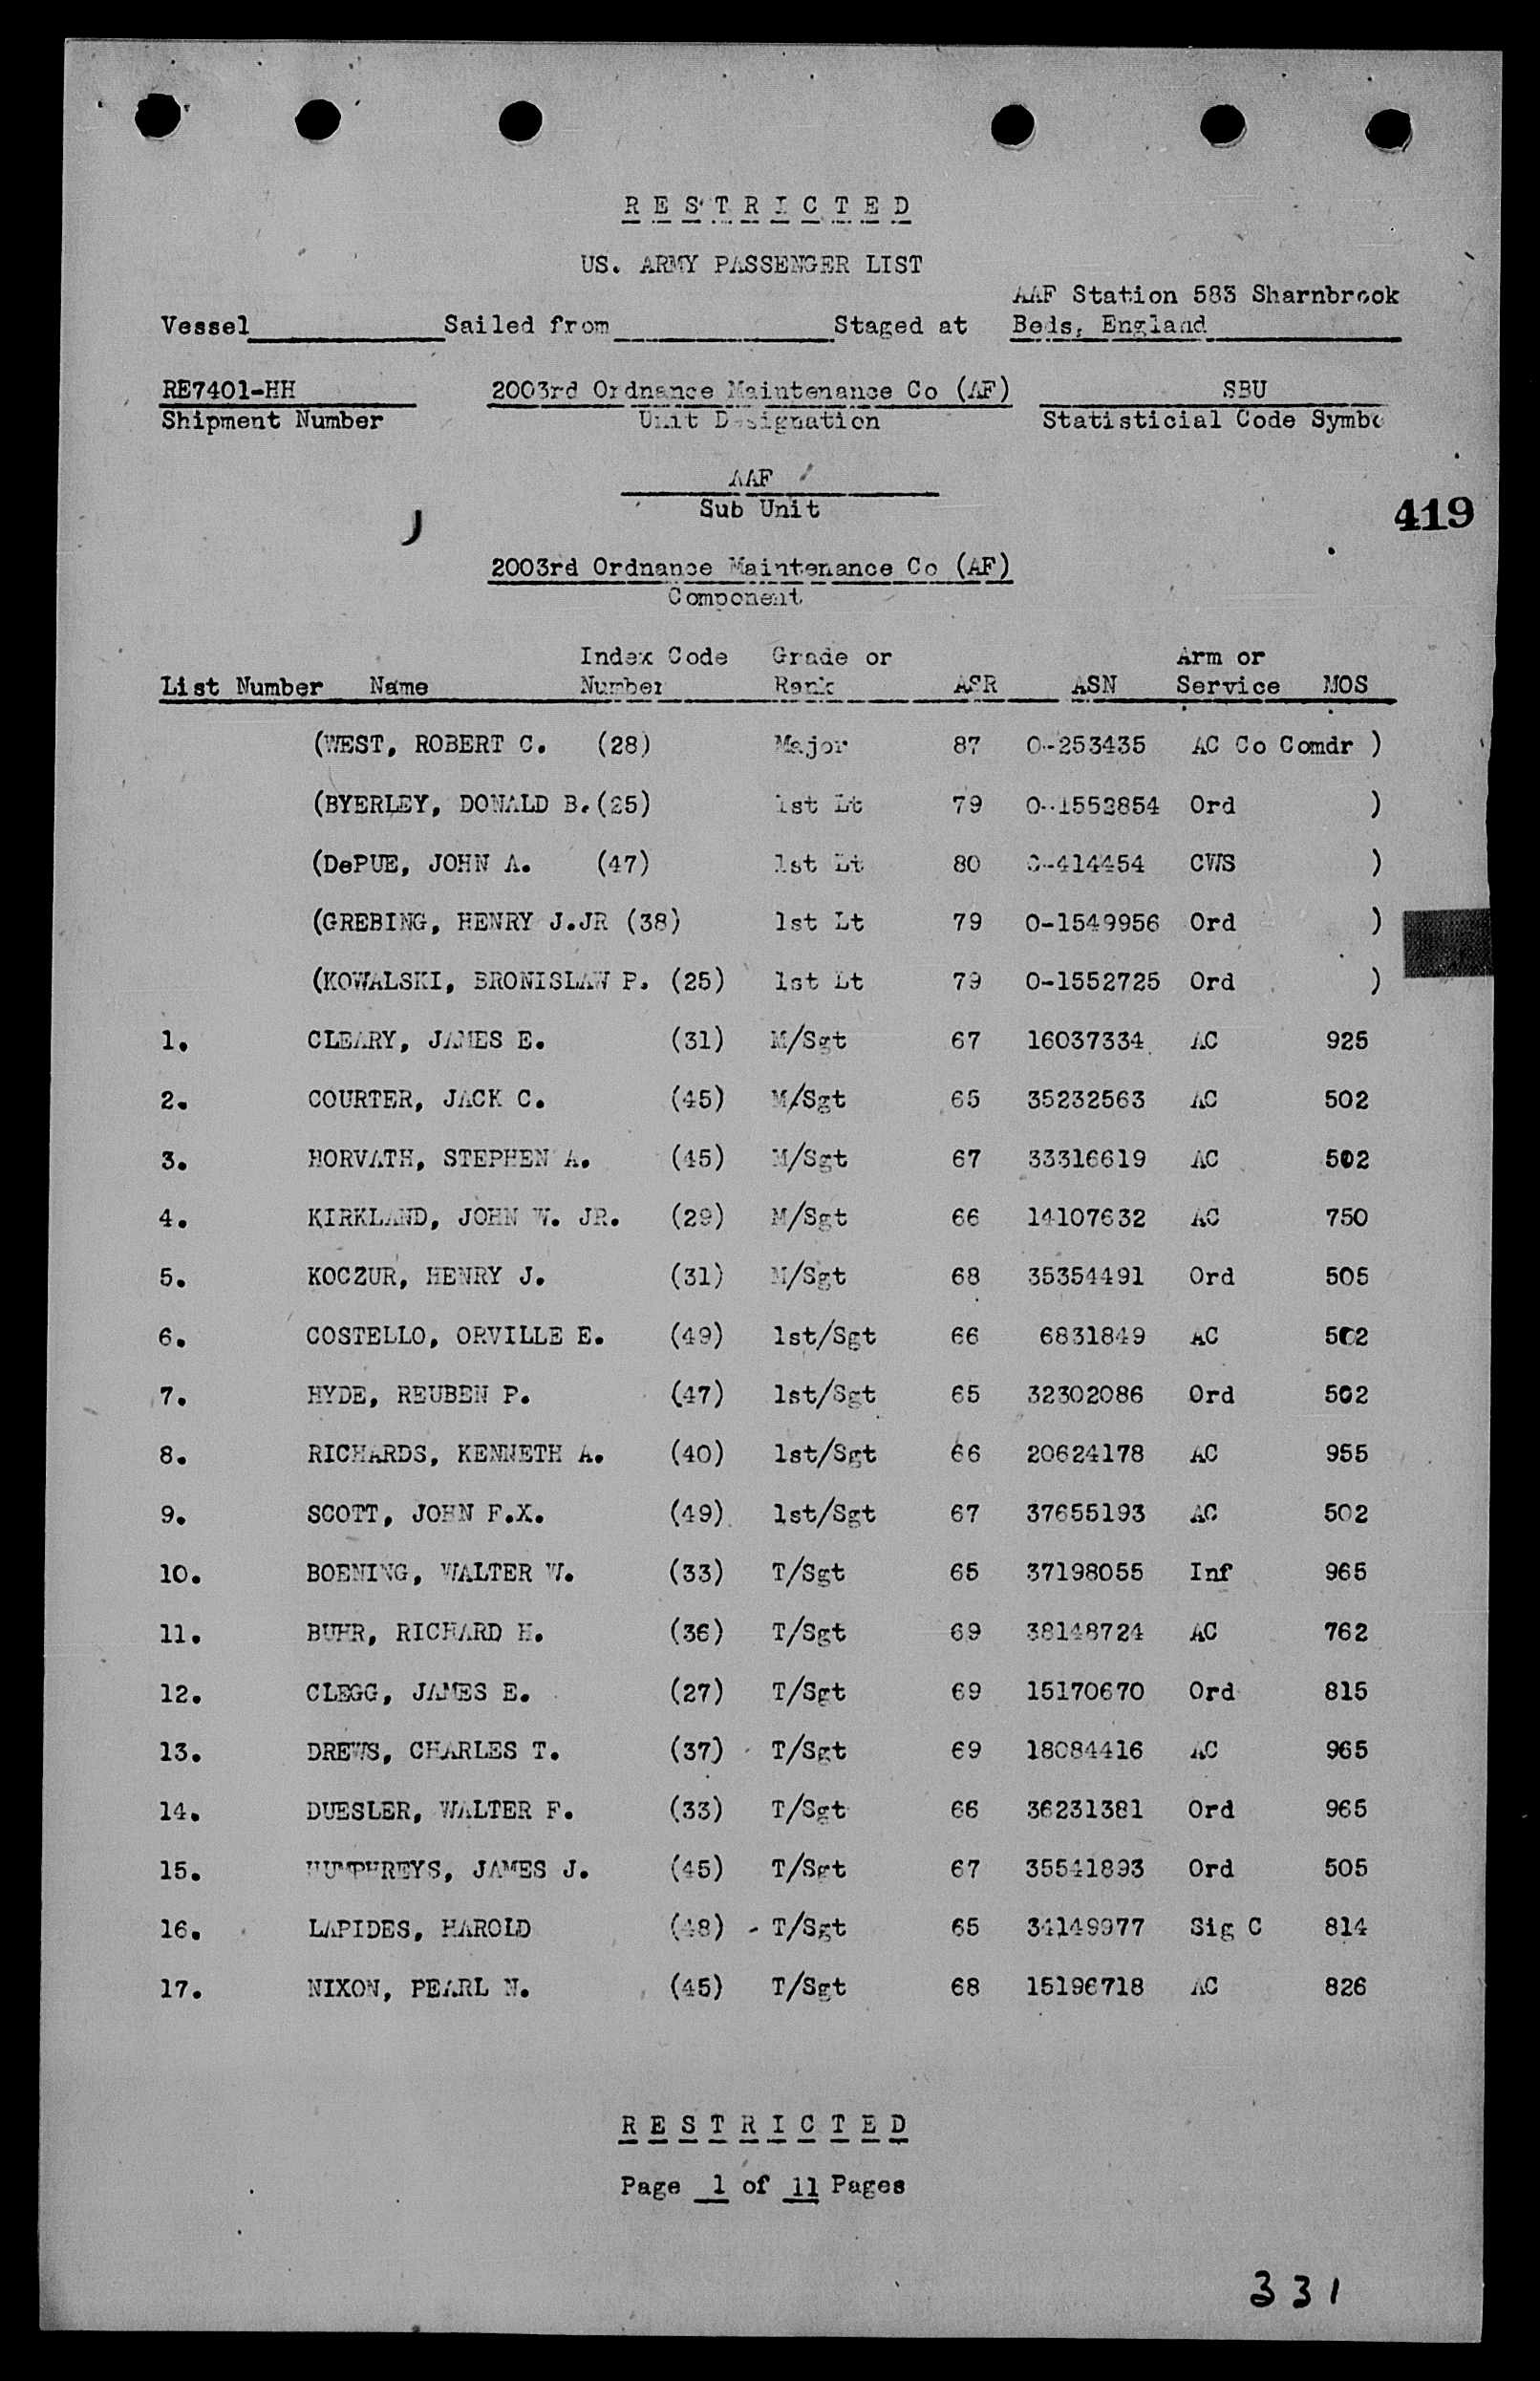 R E S T R I C T E D
US. ARMY PASSENGER LIST
AAF Station 583 Sharnbrook
Vessel Sailed from Staged at Beds, England
RE7401-HH 2003rd Ordnance Maintenance Co (AF) SBU
Shipment Number Unit Designation Statisticial Code Symbo
AAF
Sub Unit
419
2003rd Ordnance Maintenance Co (AF)
Component
Index Code Grade or Arm or
List Number Name Number Rank ASR ASN Service MOS
(WEST, ROBERT C. (28) Major 87 O-253435 AC Co Comdr )
(BYERLEY, DONALD B. (25) 1st Lt 79 O-1552854 Ord )
(DePUE, JOHN A. (47) 1st Lt 80 O-414454 CWS )
(GREBING, HENRY J.JR (38) 1st Lt 79 O-1549956 Ord )
(KOWALSKI, BRONISLAW P. (25) 1st Lt 79 O-1552725 Ord )
1. CLEARY, JAMES E. (31) M/Sgt 67 16037334 AC 925
2. COURTER, JACK C. (45) M/Sgt 65 35232563 AC 502
3. HORVATH, STEPHEN A. (45) M/Sgt 67 33316619 AC 502
4. KIRKLAND, JOHN W. JR. (29) M/Sgt 66 14107632 AC 750
5. KOCZUR, HENRY J. (31) M/Sgt 68 35354491 Ord 505
6. COSTELLO, ORVILLE E. (49) 1st/Sgt 66 6831849 AC 502
7. HYDE, REUBEN P. (47) 1st/Sgt 65 32302086 Ord 502
8. RICHARDS, KENNETH A. (40) 1st/Sgt 66 20624178 AC 955
9. SCOTT, JOHN F.X. (49) 1st/Sgt 67 37655193 AC 502
10. BOENING, WALTER W. (33) T/Sgt 65 37198055 Inf 965
11. BUHR, RICHARD H. (36) T/Sgt 69 38148724 AC 762
12. CLEGG, JAMES E. (27) T/Sgt 69 15170670 Ord 815
13. DREWS, CHARLES T. (37) T/Sgt 69 18084416 AC 965
14. DUESLER, WALTER F. (33) T/Sgt 66 36231381 Ord 965
15. HUMPHREYS, JAMES J. (45) T/Sgt 67 35541893 Ord 505
16. LAPIDES, HAROLD (48) T/Sgt 65 34149977 Sig C 814
17. NIXON, PEARL N. (45) T/Sgt 68 15196718 AC 826
R E S T R I C T E D
Page 1 of 11 Pages
331